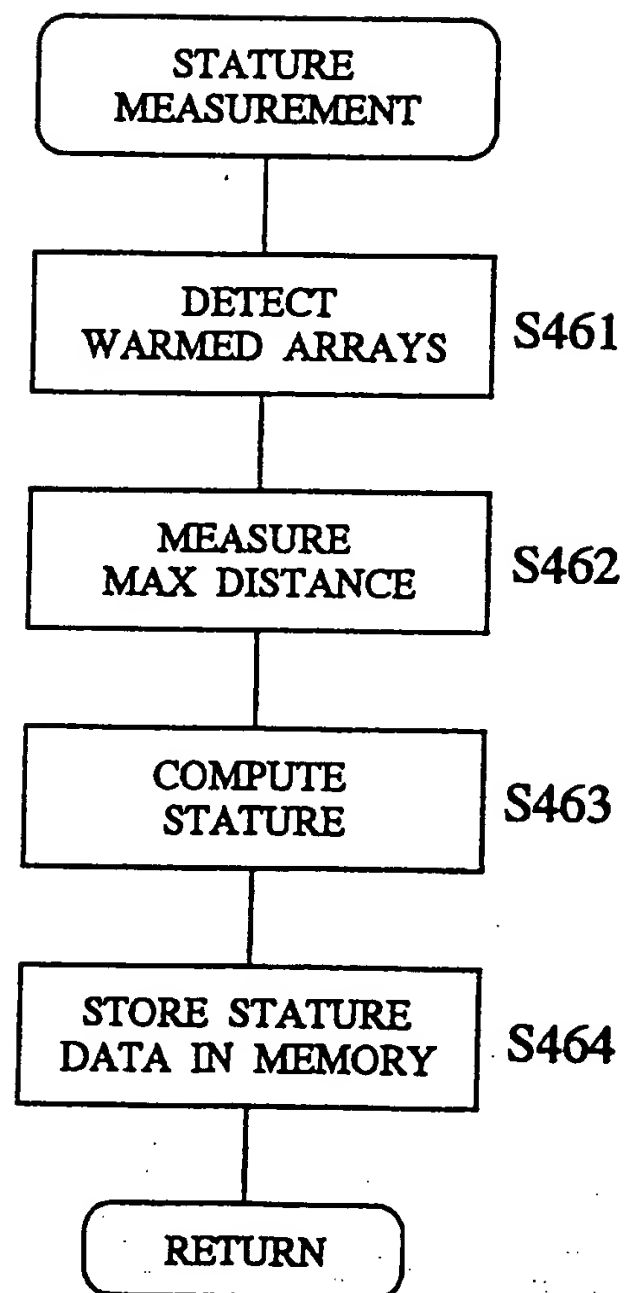 STATURE
MEASUREMENT
DETECT
WARMED ARRAYS
S461
MEASURE
MAX DISTANCE
S462
COMPUTE
STATURE
S463
STORE STATURE
DATA IN MEMORY
S464
RETURN